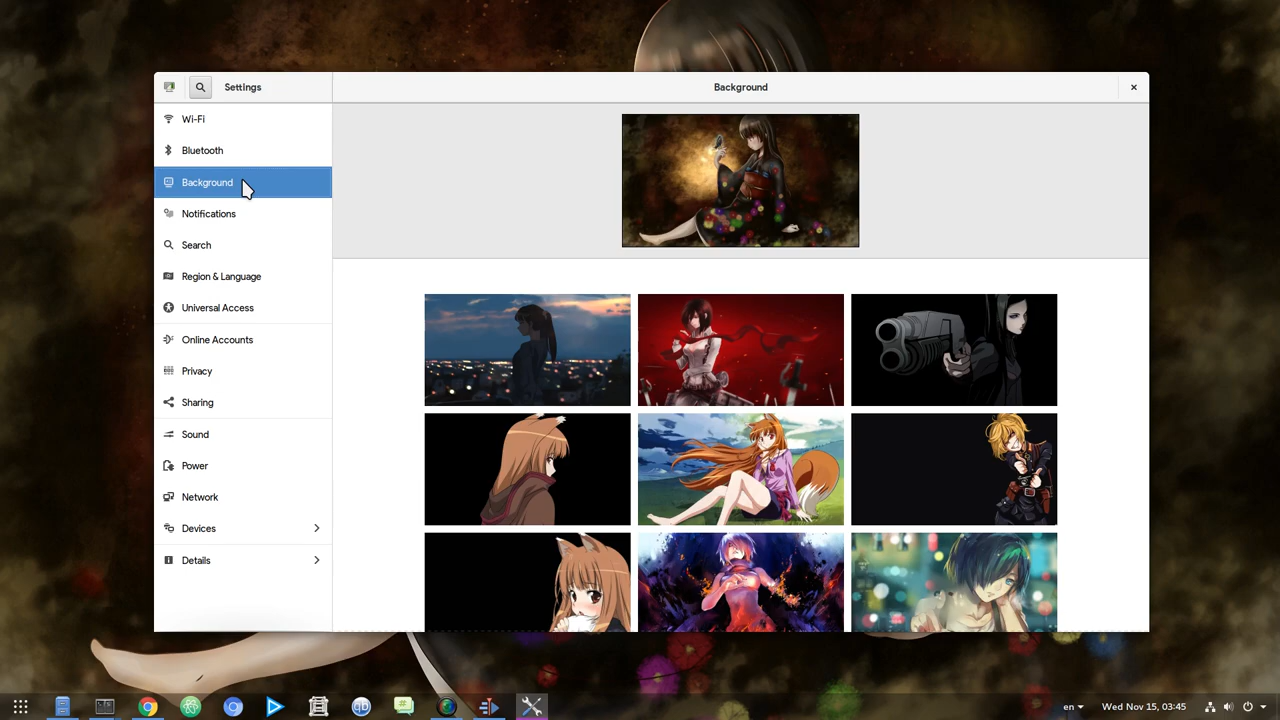 Settings
Background
Wi-Fi
Bluetooth
Background
Notifications
Search
Region & Language
Universal Access
Online Accounts
Privacy
Sharing
Sound
Power
Network
Devices
Details
en
Wed Nov 15, 03:45